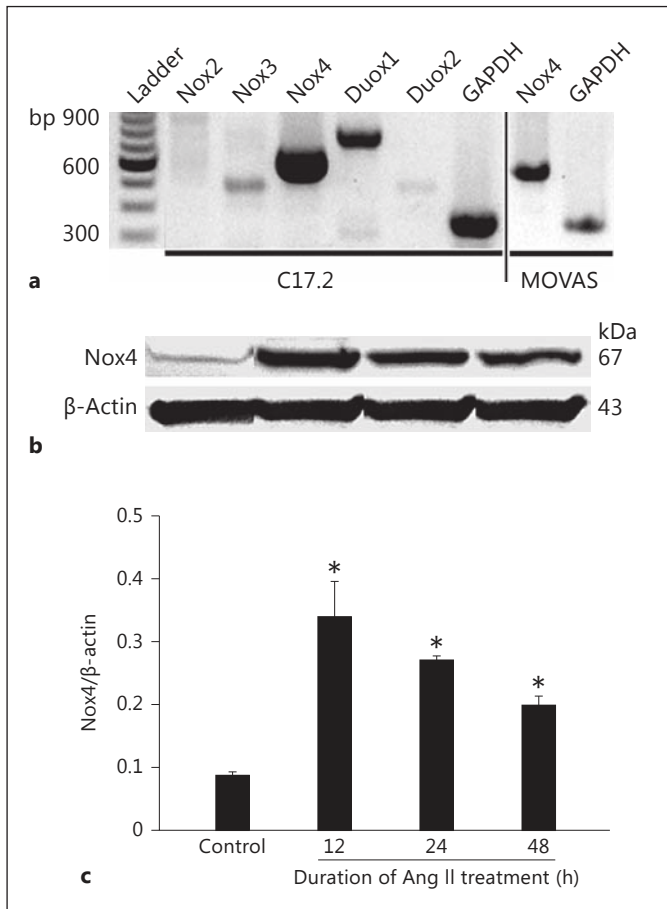 Ladder Nox2 Nox3 Nox4 Duox1 Duox2 GAPDH Nox4 GAPDH
bp 900
600
300
a
C17.2 MOVAS
kDa
Nox4 67
β-Actin 43
b
0.5
0.4
0.3
0.2
0.1
0
Nox4/β-actin
* * *
Control 12 24 48
Duration of Ang II treatment (h)
c